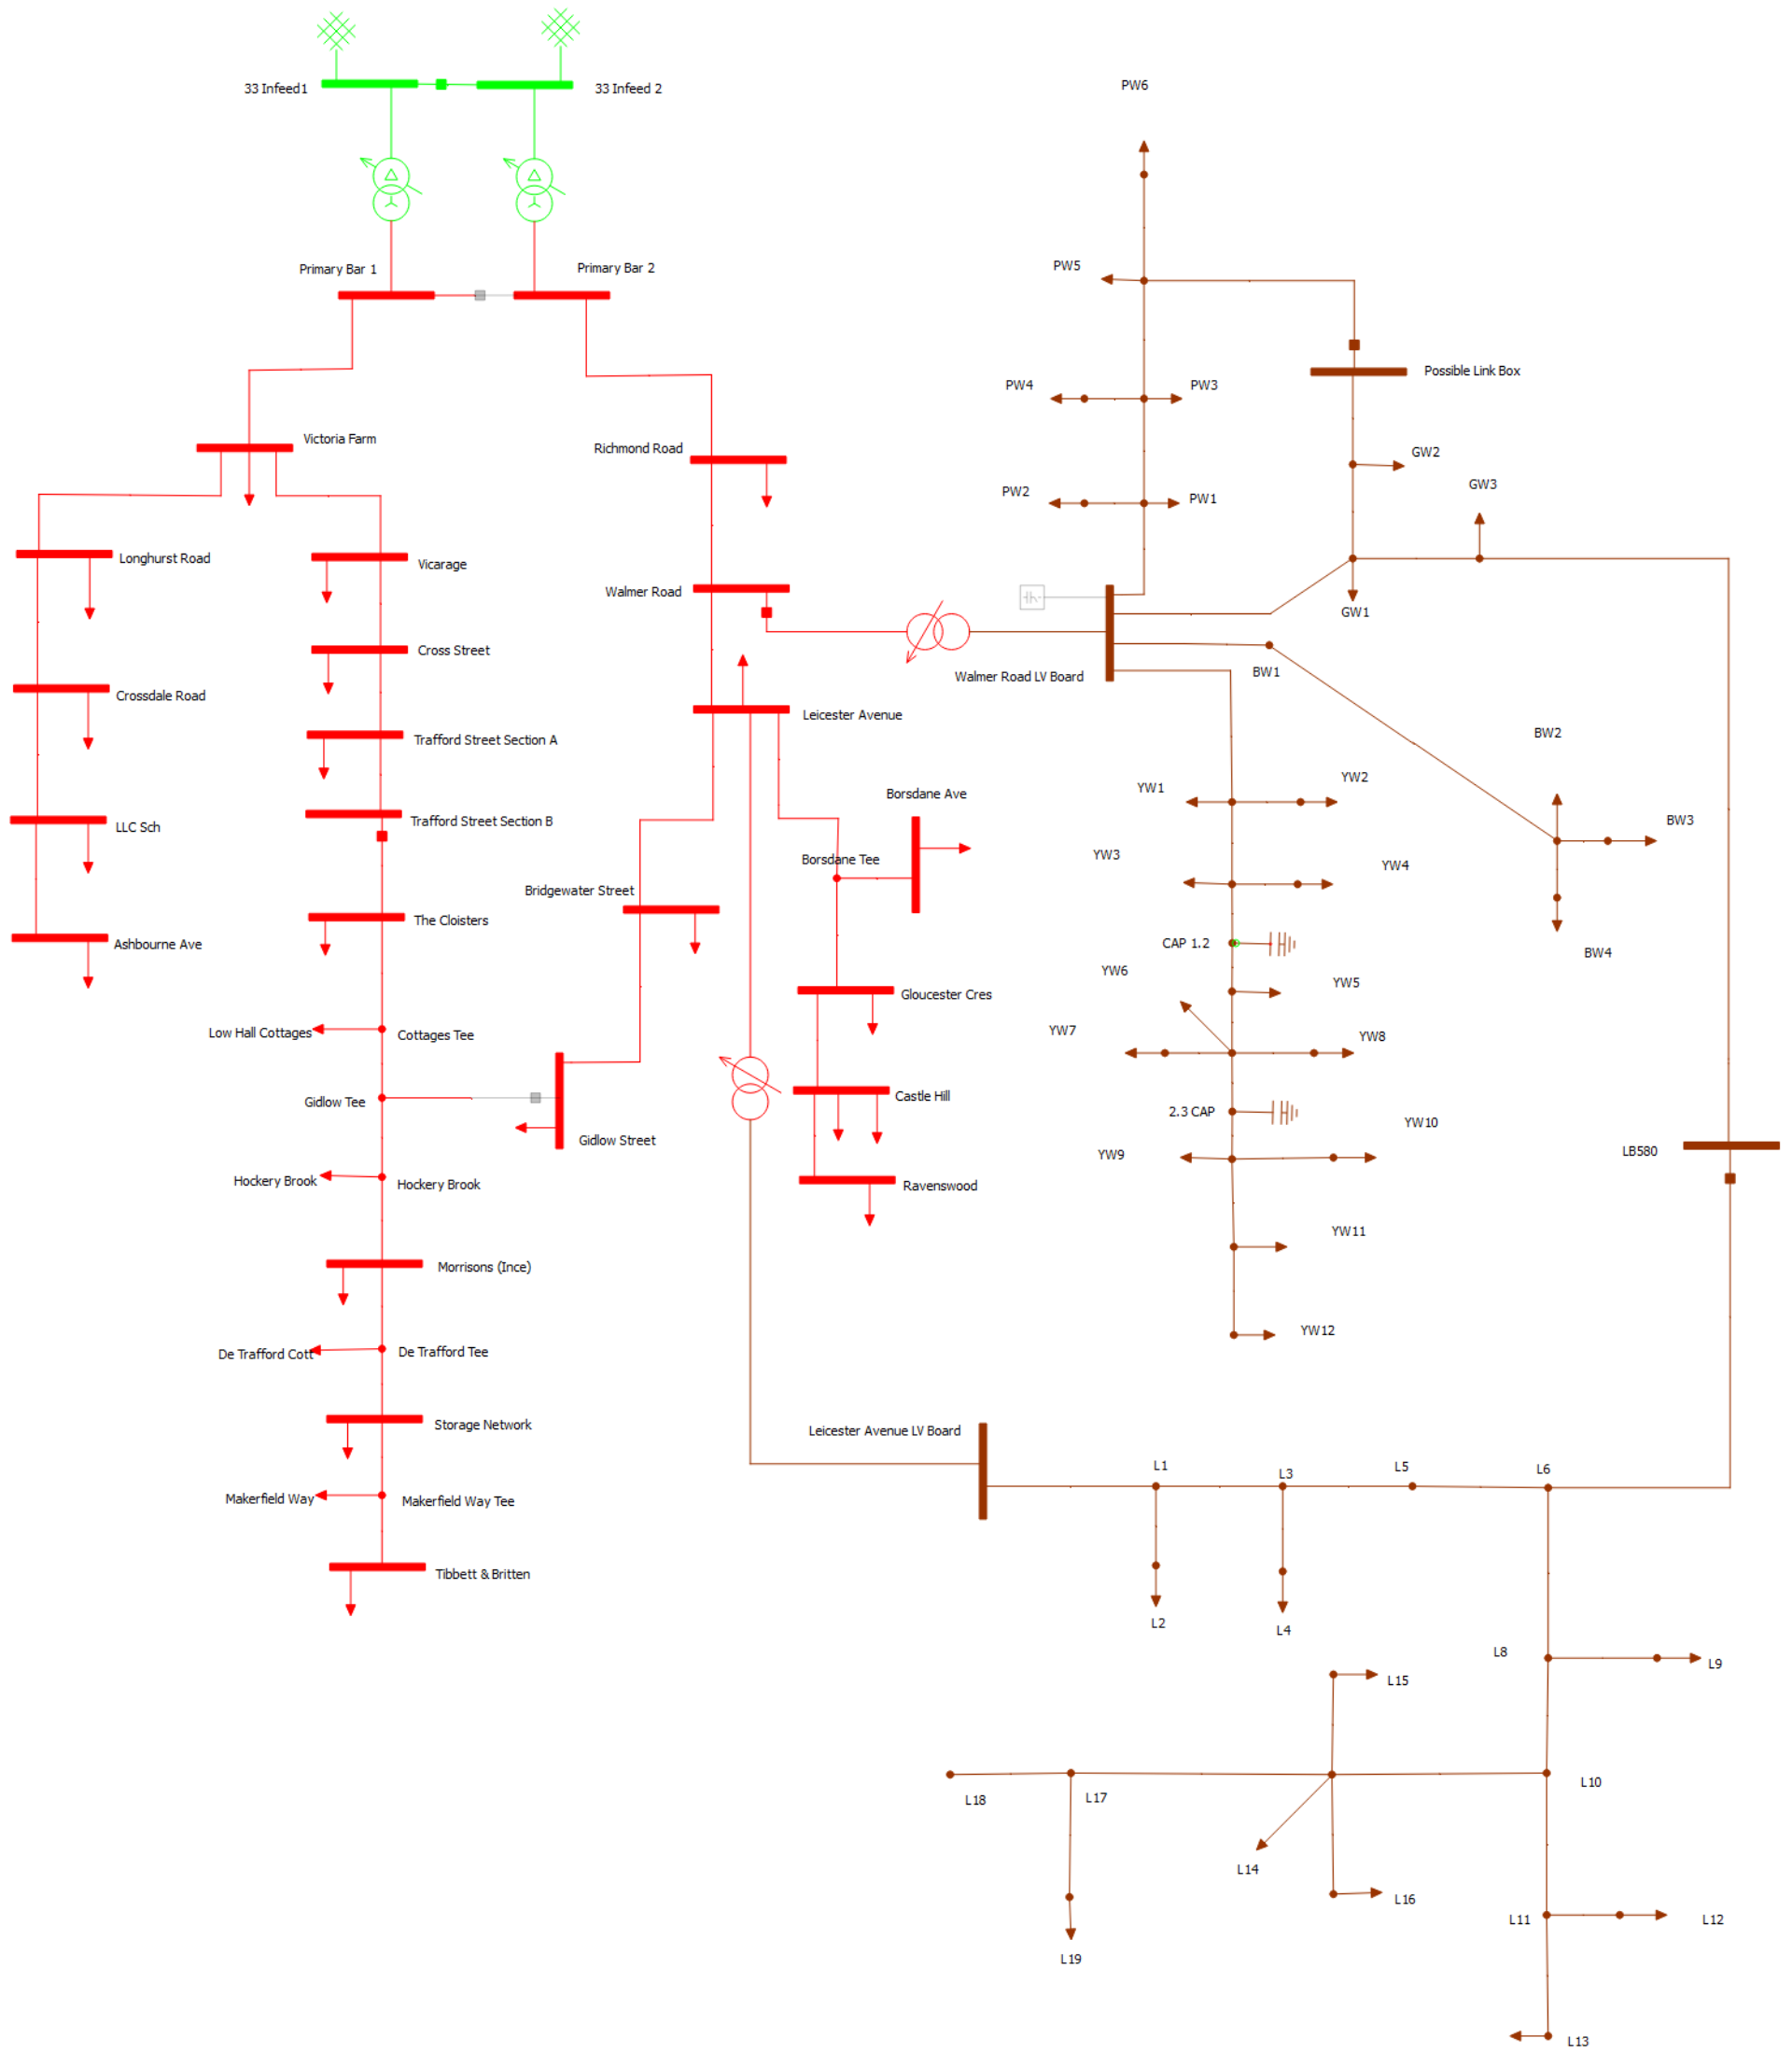 33 Infeed1
33 Infeed 2
PW6
Primary Bar 1
Primary Bar 2
PW5
Possible Link Box
PW4
PW3
Victoria Farm
Richmond Road
GW2
GW3
PW2
PW1
Longhurst Road
Vicarage
Walmer Road
GW1
Cross Street
Walmer Road LV Board
BW1
Crossdale Road
Leicester Avenue
Trafford Street Section A
BW2
YW1
YW2
Borsdane Ave
LLC Sch
Trafford Street Section B
BW3
Borsdane Tee
YW3
YW4
Bridgewater Street
The Cloisters
Ashbourne Ave
CAP 1.2
BW4
YW6
YW5
Gloucester Cres
Low Hall Cottages
Cottages Tee
YW7
YW8
Gidlow Tee
Castle Hill
2.3 CAP
YW10
Gidlow Street
YW9
LB580
Hockery Brook
Hockery Brook
Ravenswood
YW11
Morrisons (Ince)
YW12
De Trafford Cott
De Trafford Tee
Storage Network
Leicester Avenue LV Board
L1
L3
L5
L6
Makerfield Way
Makerfield Way Tee
Tibbett & Britten
L2
L4
L8
L9
L15
L10
L18
L17
L14
L16
L11
L12
L19
L13